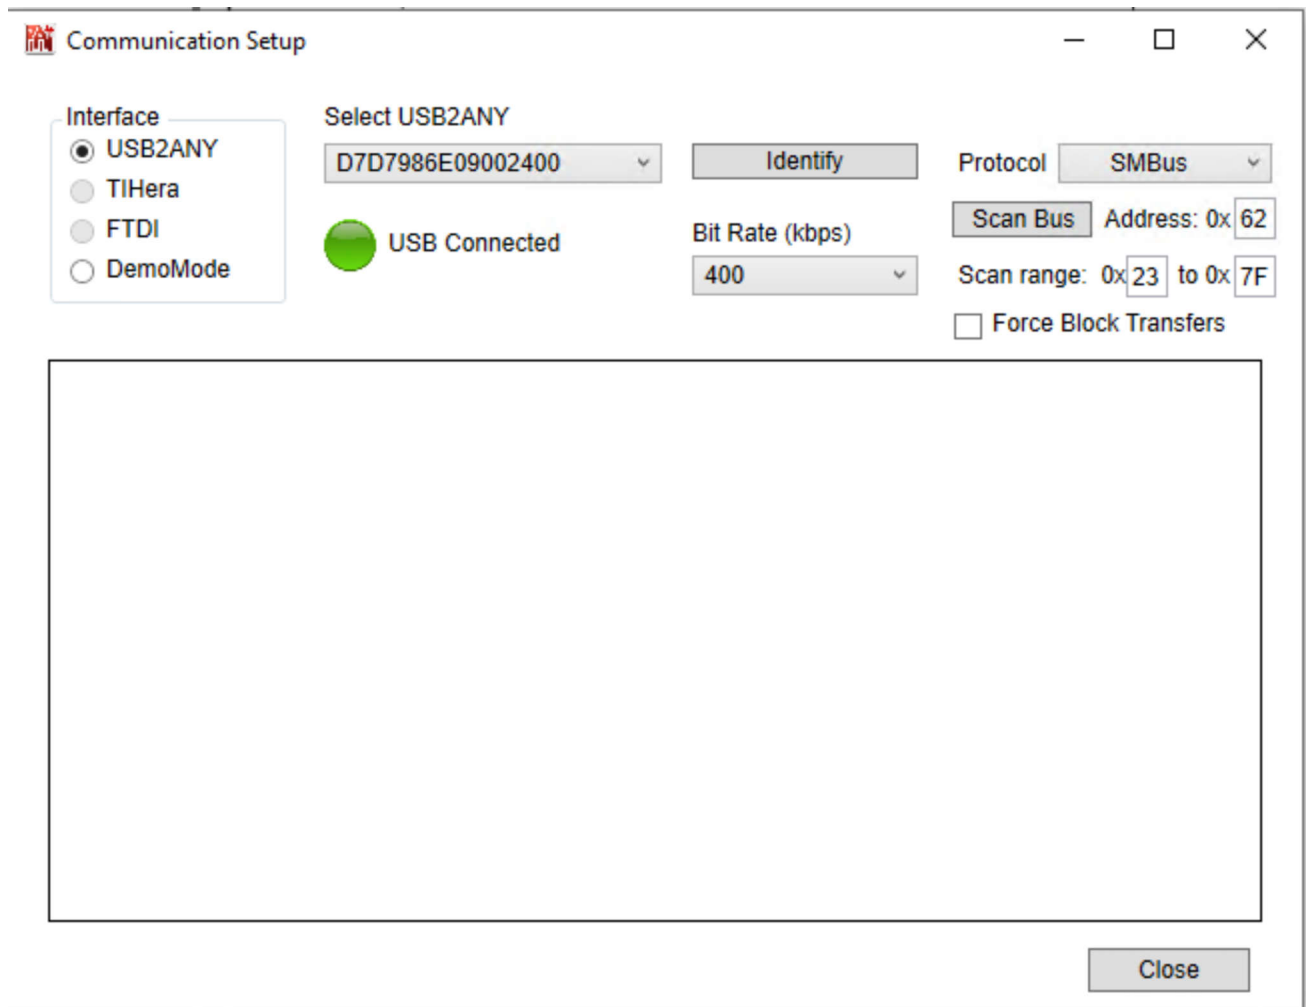 Communication Setup
Interface
USB2ANY
TIHera
FTDI
DemoMode
Select USB2ANY
D7D7986E09002400
USB Connected
Identify
Bit Rate (kbps)
400
Protocol SMBus
Scan Bus Address: 0x 62
Scan range: 0x 23 to 0x 7F
Force Block Transfers
Close